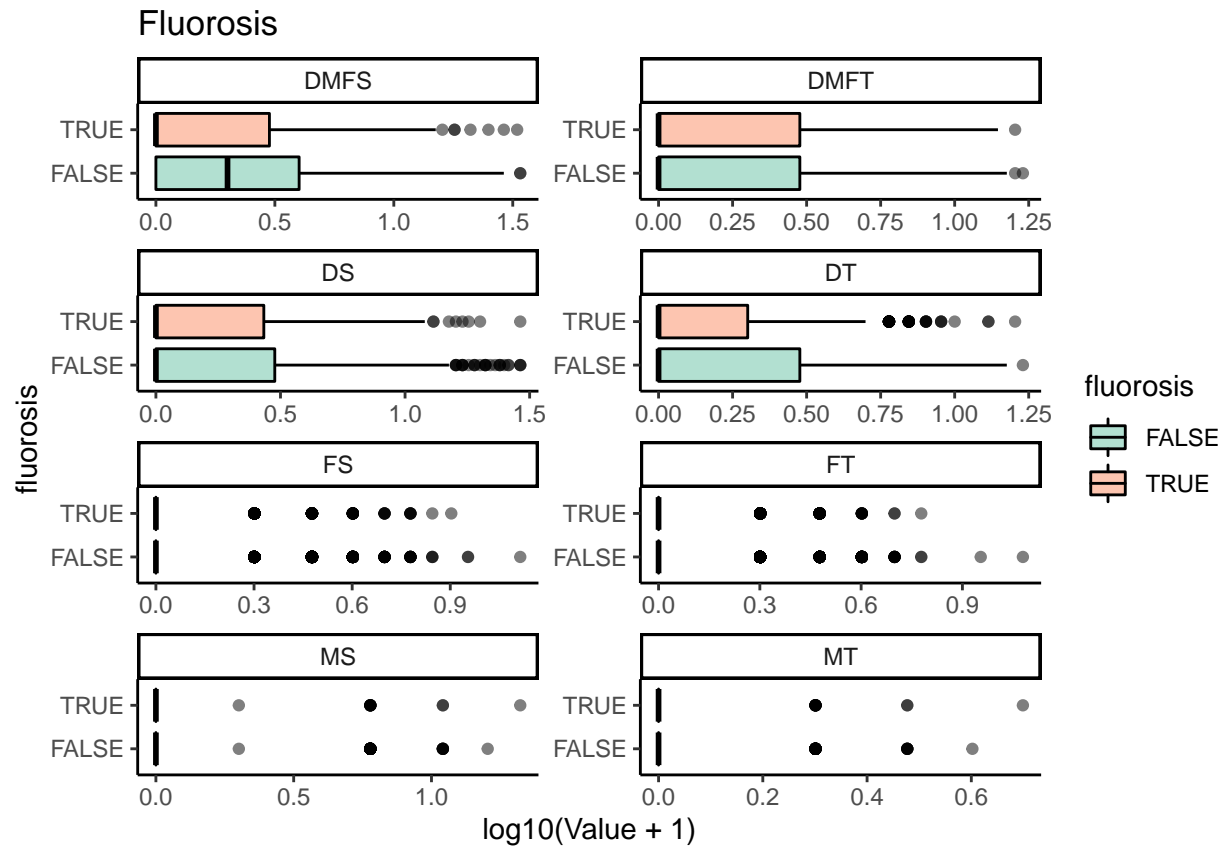 Fluorosis
DMFS
DMFT
TRUE
FALSE
TRUE
FALSE
0.0 0.5 1.0 1.5
0.00 0.25 0.50 0.75 1.00 1.25
DS
DT
TRUE
FALSE
TRUE
FALSE
0.0 0.5 1.0 1.5
0.00 0.25 0.50 0.75 1.00 1.25
FS
FT
TRUE
FALSE
TRUE
FALSE
0.0 0.3 0.6 0.9
0.0 0.3 0.6 0.9
MS
MT
TRUE
FALSE
TRUE
FALSE
0.0 0.5 1.0
0.0 0.2 0.4 0.6
log10(Value + 1)
fluorosis
fluorosis
FALSE
TRUE